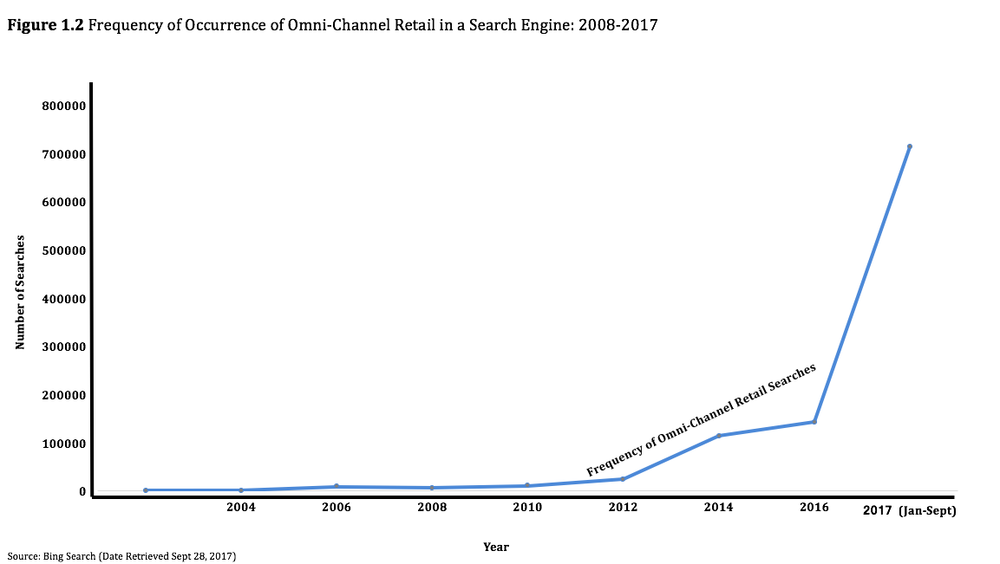 Figure 1.2 Frequency of Occurrence of Omni-Channel Retail in a Search Engine: 2008-2017
800000
700000
600000
500000
400000
300000
200000
100000
0
Number of Searches
Frequency of Omni-Channel Retail Searches
2004 2006 2008 2010 2012 2014 2016 2017 (Jan-Sept)
Year
Source: Bing Search (Date Retrieved Sept 28, 2017)